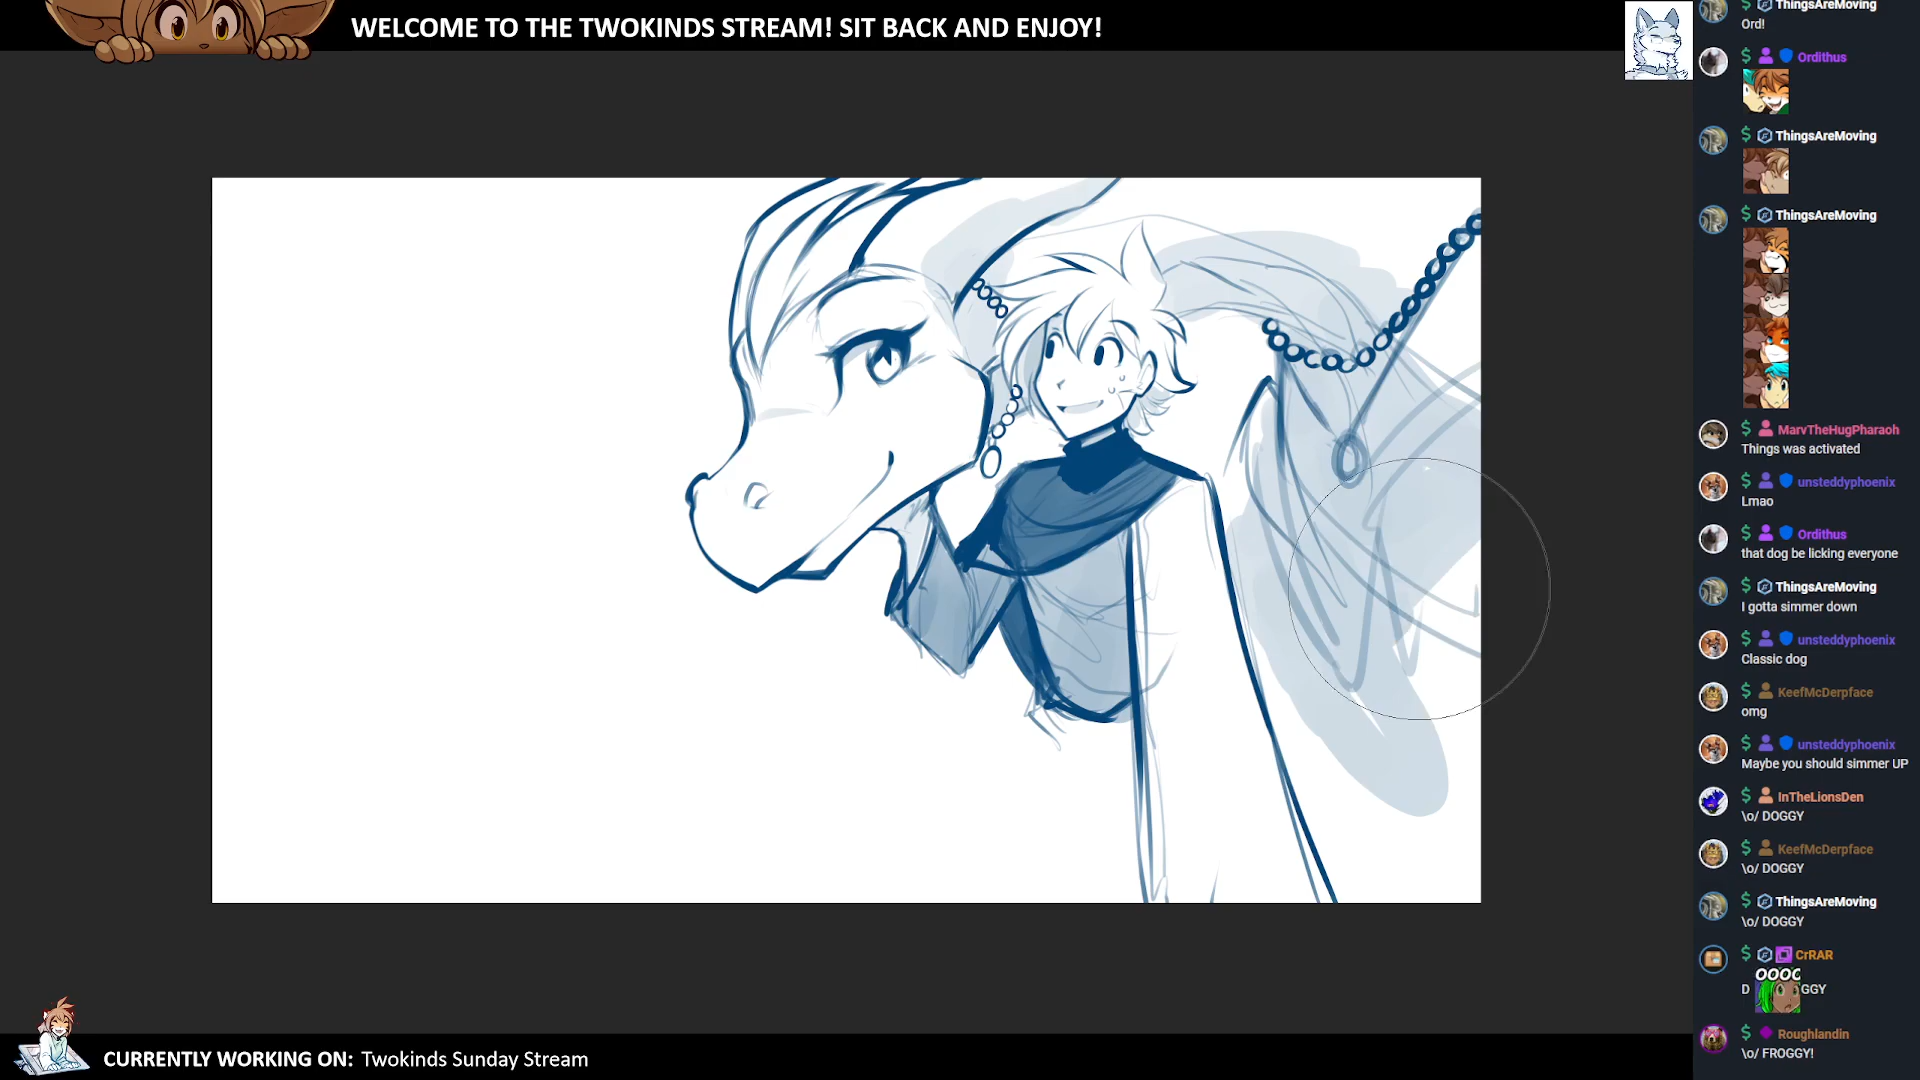 WELCOME TO THE TWOKINDS STREAM! SIT BACK AND ENJOY!
ThingsAreMoving
Ord!
Ordithus
ThingsAreMoving
ThingsAreMoving
MarvTheHugPharaoh
Things was activated
unsteddyphoenix
Lmao
Ordithus
that dog be licking everyone
ThingsAreMoving
I gotta simmer down
unsteddyphoenix
Classic dog
KeefMcDerpface
omg
unsteddyphoenix
Maybe you should simmer UP
InTheLionsDen
\o/ DOGGY
KeefMcDerpface
\o/ DOGGY
ThingsAreMoving
\o/ DOGGY
CrRAR
OOOO
D GGY
Roughlandin
\o/ FROGGY!
CURRENTLY WORKING ON: Twokinds Sunday Stream